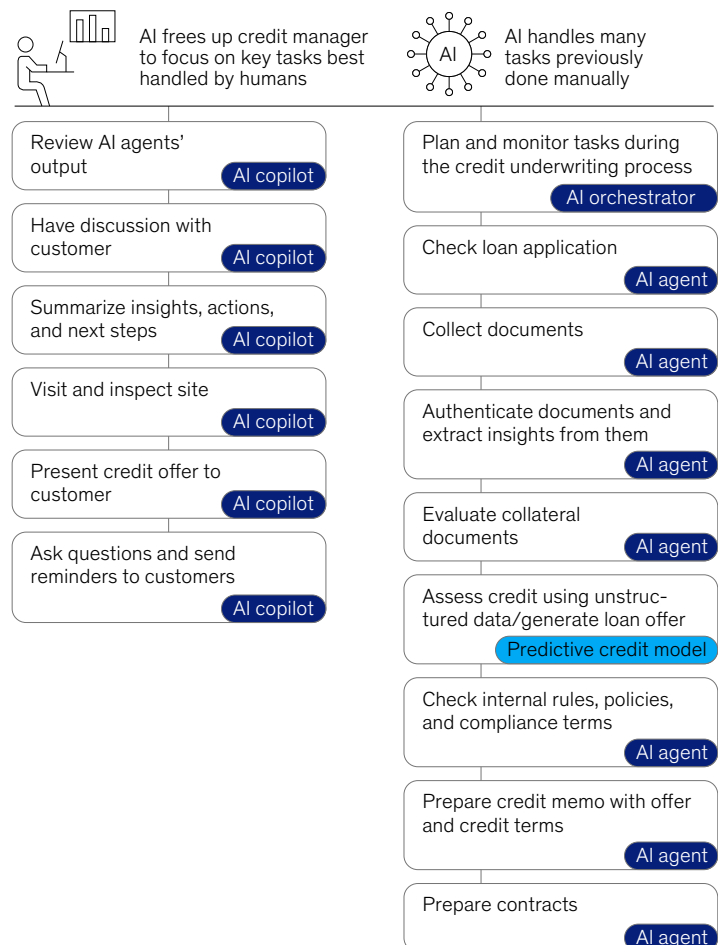 AI frees up credit manager
to focus on key tasks best
handled by humans
Review AI agents'
output
AI copilot
Have discussion with
customer
AI copilot
Summarize insights, actions,
and next steps
AI copilot
Visit and inspect site
AI copilot
Present credit offer to
customer
AI copilot
Ask questions and send
reminders to customers
AI copilot
AI
AI handles many
tasks previously
done manually
Plan and monitor tasks during
the credit underwriting process
AI orchestrator
Check loan application
AI agent
Collect documents
AI agent
Authenticate documents and
extract insights from them
AI agent
Evaluate collateral
documents
AI agent
Assess credit using unstruc-
tured data/generate loan offer
Predictive credit model
Check internal rules, policies,
and compliance terms
AI agent
Prepare credit memo with offer
and credit terms
AI agent
Prepare contracts
AI agent